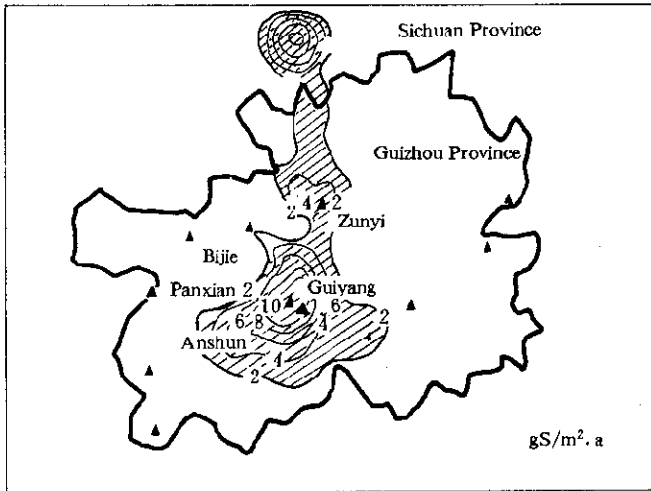 Sichuan Province
Guizhou Province
2 4 2
Zunyi
Bijie
Panxian 2 Guiyang
10 6
6 8 4 2
Anshun
4
2
gS/m².a